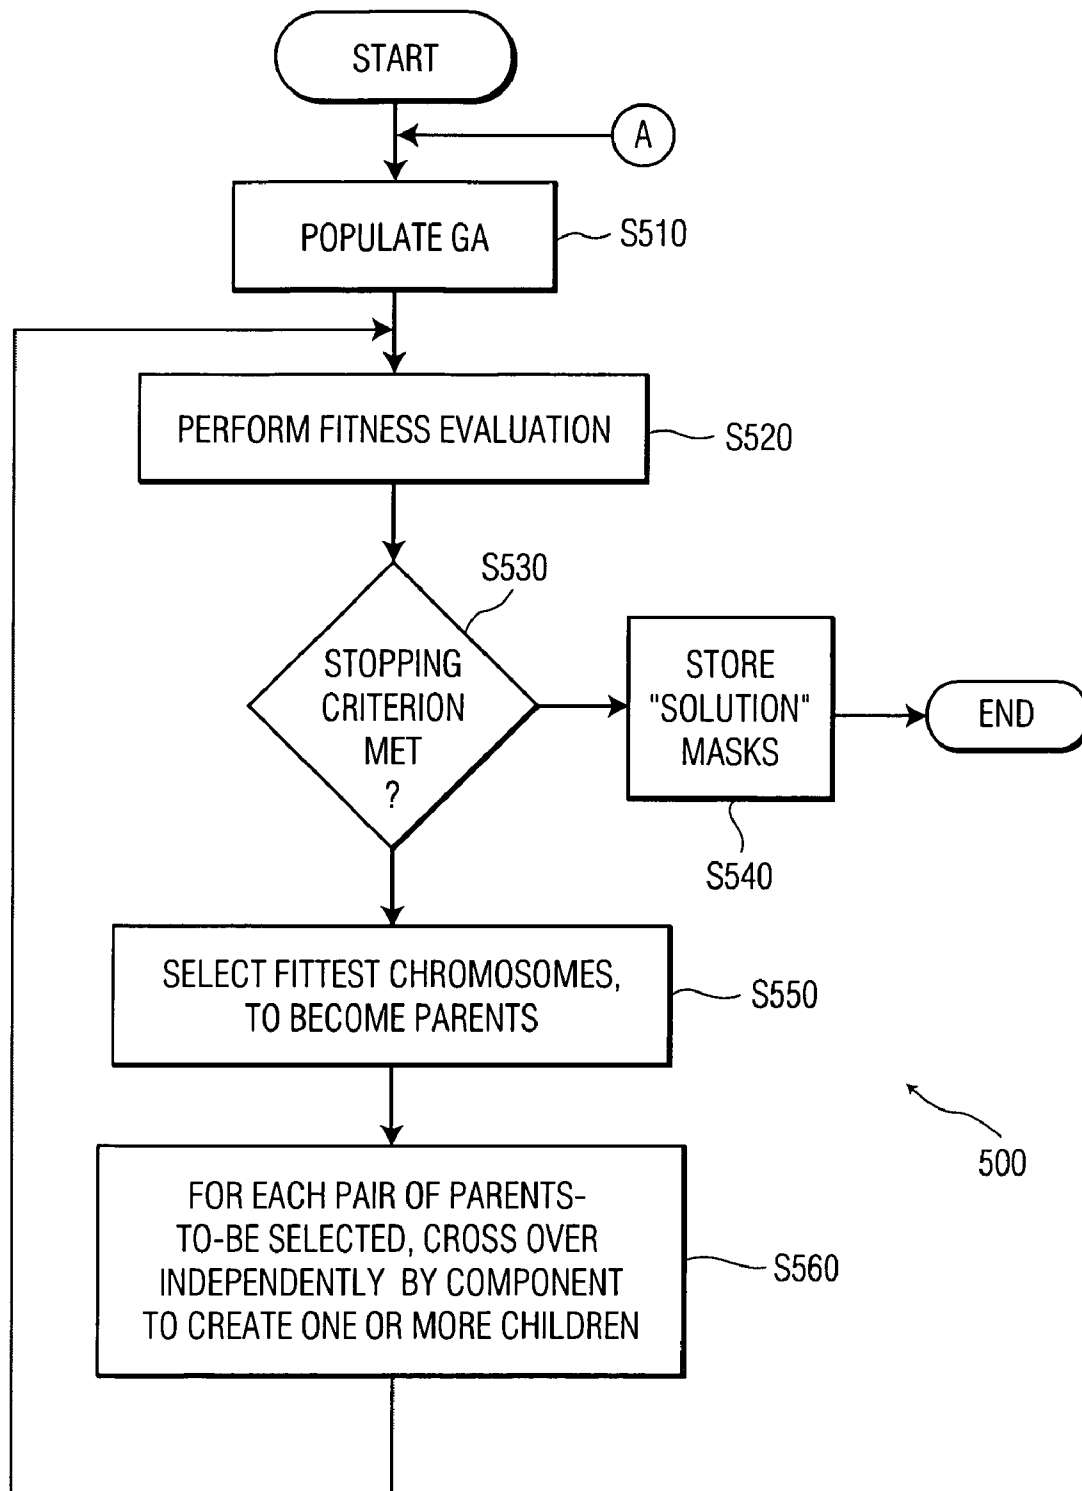 START
A
POPULATE GA
S510
PERFORM FITNESS EVALUATION
S520
S530
STOPPING
CRITERION
MET
?
STORE
"SOLUTION"
MASKS
END
S540
SELECT FITTEST CHROMOSOMES,
TO BECOME PARENTS
S550
500
FOR EACH PAIR OF PARENTS-
TO-BE SELECTED, CROSS OVER
INDEPENDENTLY BY COMPONENT
TO CREATE ONE OR MORE CHILDREN
S560